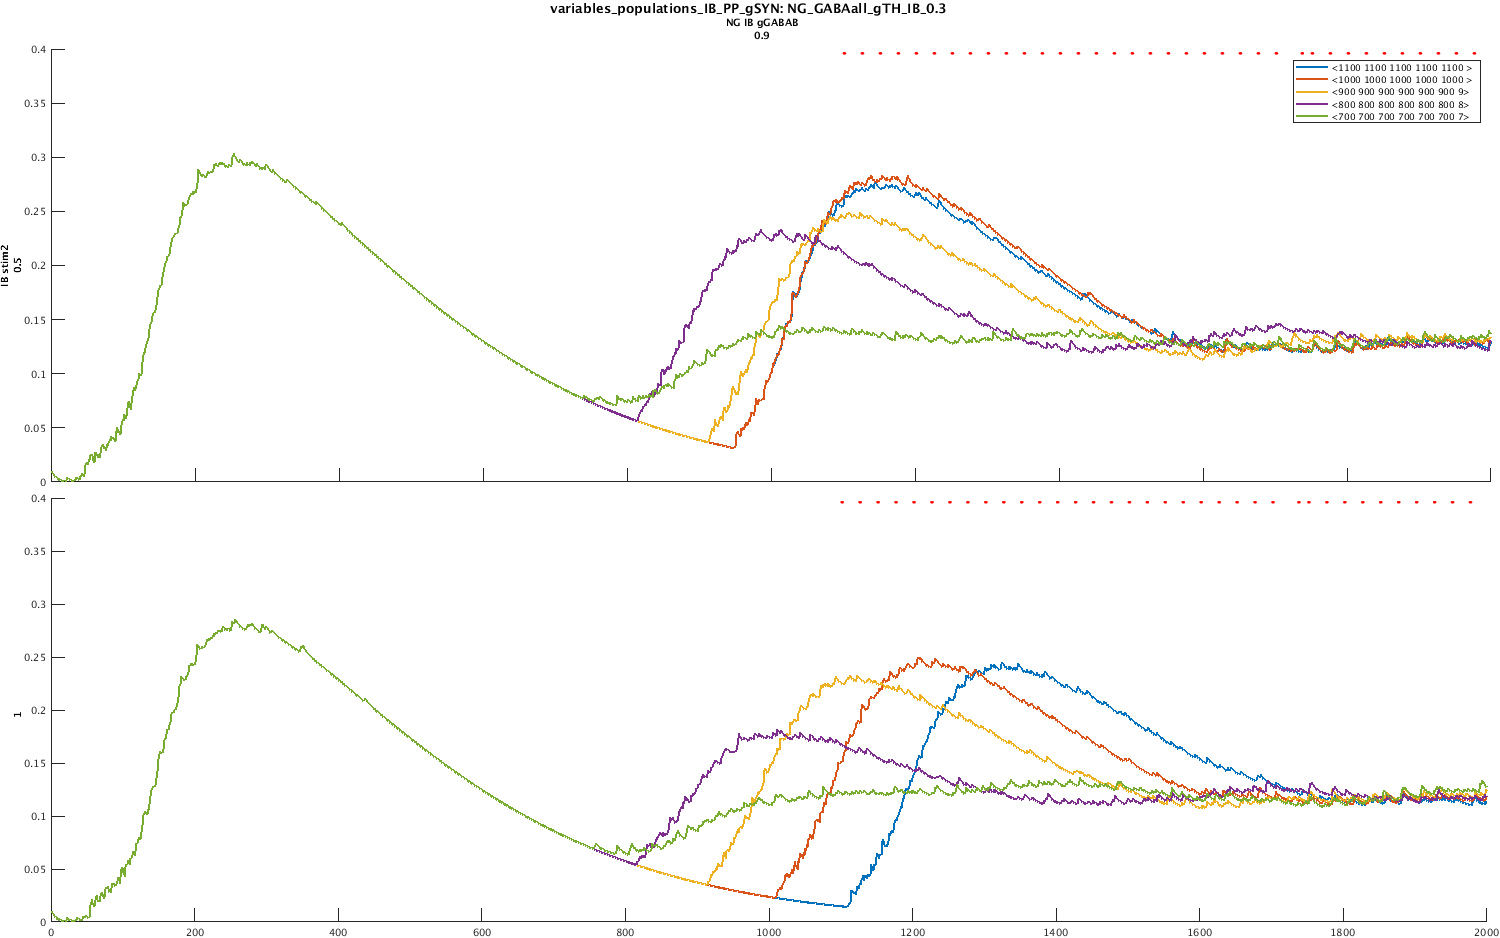 variables_populations_IB_PP_gSYN: NG_GABAall_gTH_IB_0.3
NG IB gGABAB
0.9
0.4
0.35
0.3
0.25
0.2
0.15
0.1
0.05
0
IB stim2
0.5
<1100 1100 1100 1100 1100 >
<1000 1000 1000 1000 1000 >
<900 900 900 900 900 900 9>
<800 800 800 800 800 800 8>
<700 700 700 700 700 700 7>
0.4
0.35
0.3
0.25
0.2
0.15
0.1
0.05
0
1
0 200 400 600 800 1000 1200 1400 1600 1800 2000